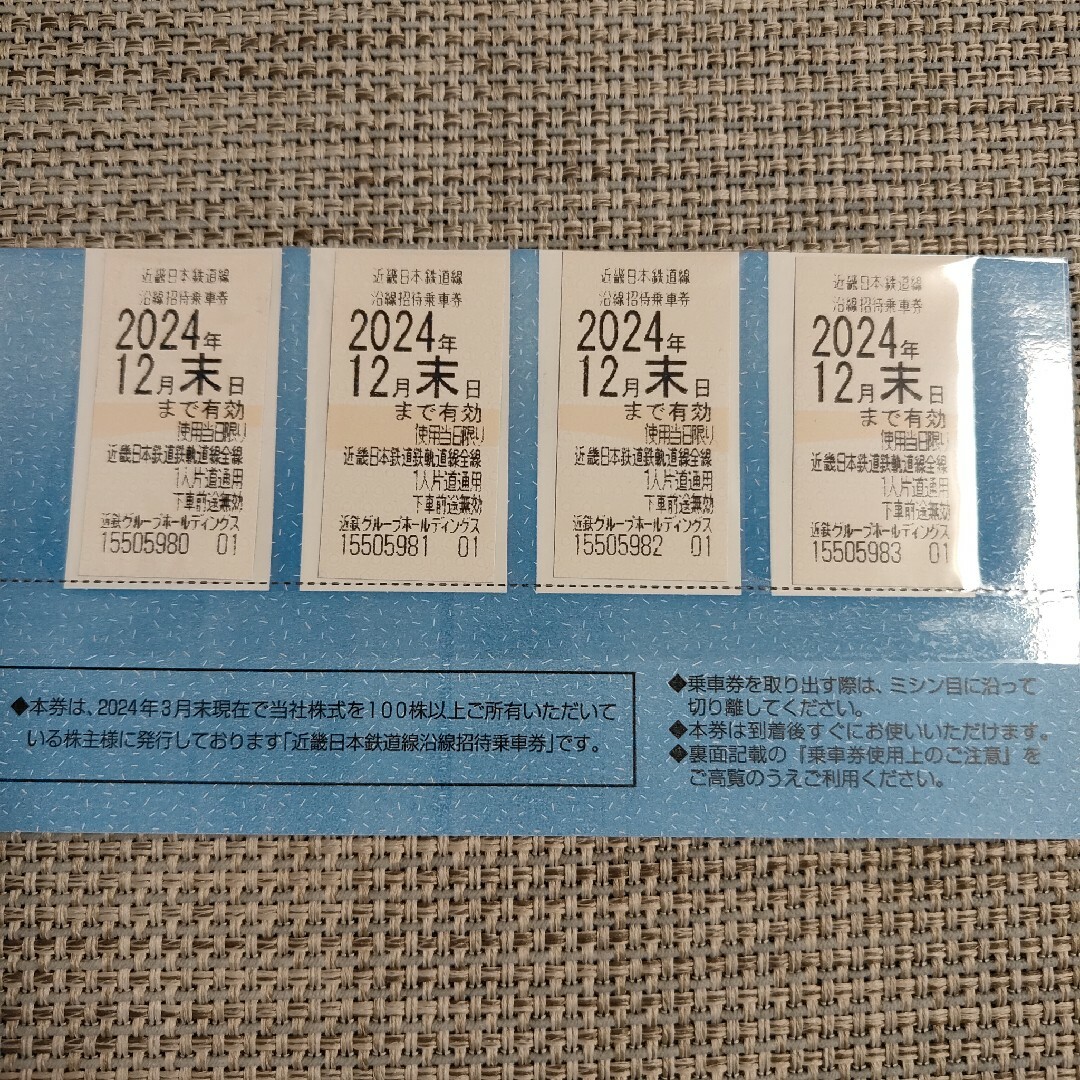 近畿日本鉄道線
沿線招待乗車券
2024年
12月末日
まで有効
使用当日限り
近畿日本鉄道鉄軌道線全線
1人片道通用
下車前途無効
近鉄グループホールディングス
15505980 01
近畿日本鉄道線
沿線招待乗車券
2024年
12月末日
まで有効
使用当日限り
近畿日本鉄道鉄軌道線全線
1人片道通用
下車前途無効
近鉄グループホールディングス
15505981 01
近畿日本鉄道線
沿線招待乗車券
2024年
12月末日
まで有効
使用当日限り
近畿日本鉄道鉄軌道線全線
1人片道通用
下車前途無効
近鉄グループホールディングス
15505982 01
近畿日本鉄道線
沿線招待乗車券
2024年
12月末日
まで有効
使用当日限り
近畿日本鉄道鉄軌道線全線
1人片道通用
下車前途無効
近鉄グループホールディングス
15505983 01
◆本券は、2024年3月末現在で当社株式を100株以上ご所有いただいて
いる株主様に発行しております「近畿日本鉄道線沿線招待乗車券」です。
◆乗車券を取り出す際は、ミシン目に沿って
切り離してください。
◆本券は到着後すぐにお使いいただけます。
◆裏面記載の『乗車券使用上のご注意』を
ご高覧のうえご利用ください。